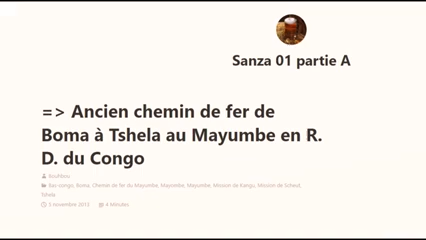 Sanza 01 partie A
=> Ancien chemin de fer de
Boma à Tshela au Mayumbe en R.
D. du Congo
Bas-congo, Boma, Chemin de fer du Mayumbe, Mayombe, Mayumbe, Mission de Kangu, Mission de Scheut,
Tshela
5 novembre 2013 4 Minutes